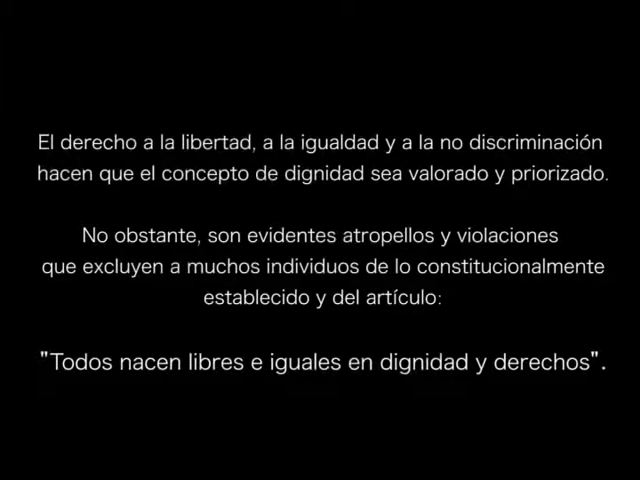 El derecho a la libertad, a la igualdad y a la no discriminación
hacen que el concepto de dignidad sea valorado y priorizado.
No obstante, son evidentes atropellos y violaciones
que excluyen a muchos individuos de lo constitucionalmente
establecido y del artículo:
"Todos nacen libres e iguales en dignidad y derechos".